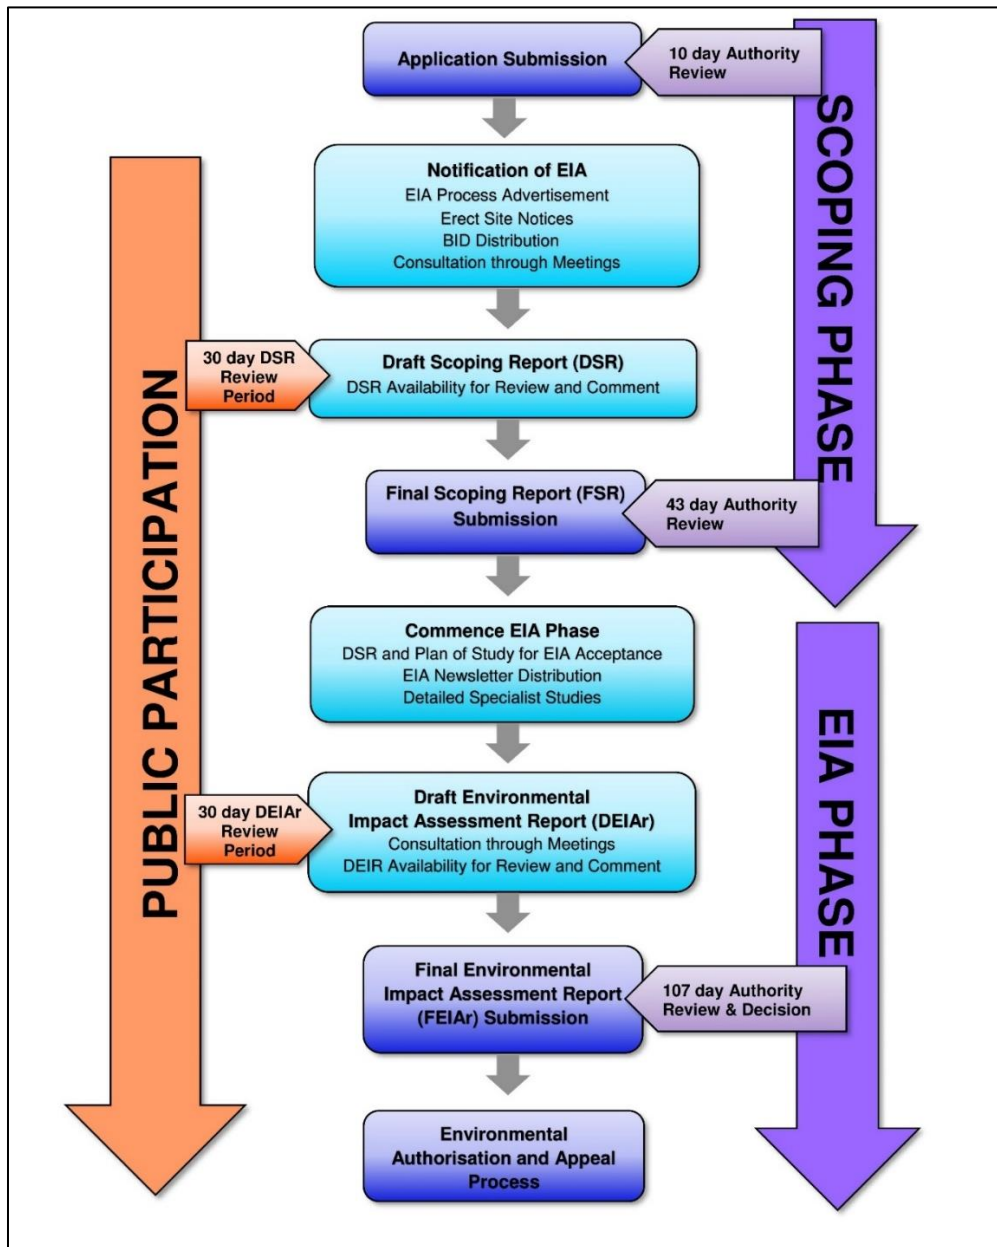 Application Submission
10 day Authority
Review
SCOPING PHASE
Notification of EIA
EIA Process Advertisement
Erect Site Notices
BID Distribution
Consultation through Meetings
PUBLIC PARTICIPATION
30 day DSR
Review
Period
Draft Scoping Report (DSR)
DSR Availability for Review and Comment
Final Scoping Report (FSR)
Submission
43 day Authority
Review
Commence EIA Phase
DSR and Plan of Study for EIA Acceptance
EIA Newsletter Distribution
Detailed Specialist Studies
EIA PHASE
30 day DEIAr
Review
Period
Draft Environmental
Impact Assessment Report (DEIAr)
Consultation through Meetings
DEIR Availability for Review and Comment
Final Environmental
Impact Assessment Report
(FEIAr) Submission
107 day Authority
Review & Decision
Environmental
Authorisation and Appeal
Process